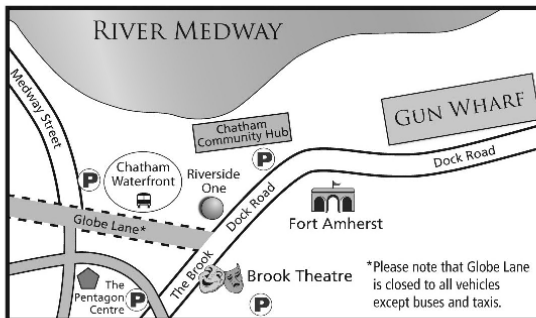 RIVER MEDWAY
Medway Street
Chatham
Community Hub
GUN WHARF
P
P
Chatham
Waterfront
Riverside
One
Dock Road
Dock Road
Fort Amherst
Globe Lane*
The Brook
The
Pentagon
Centre
P
Brook Theatre
P
*Please note that Globe Lane
is closed to all vehicles
except buses and taxis.